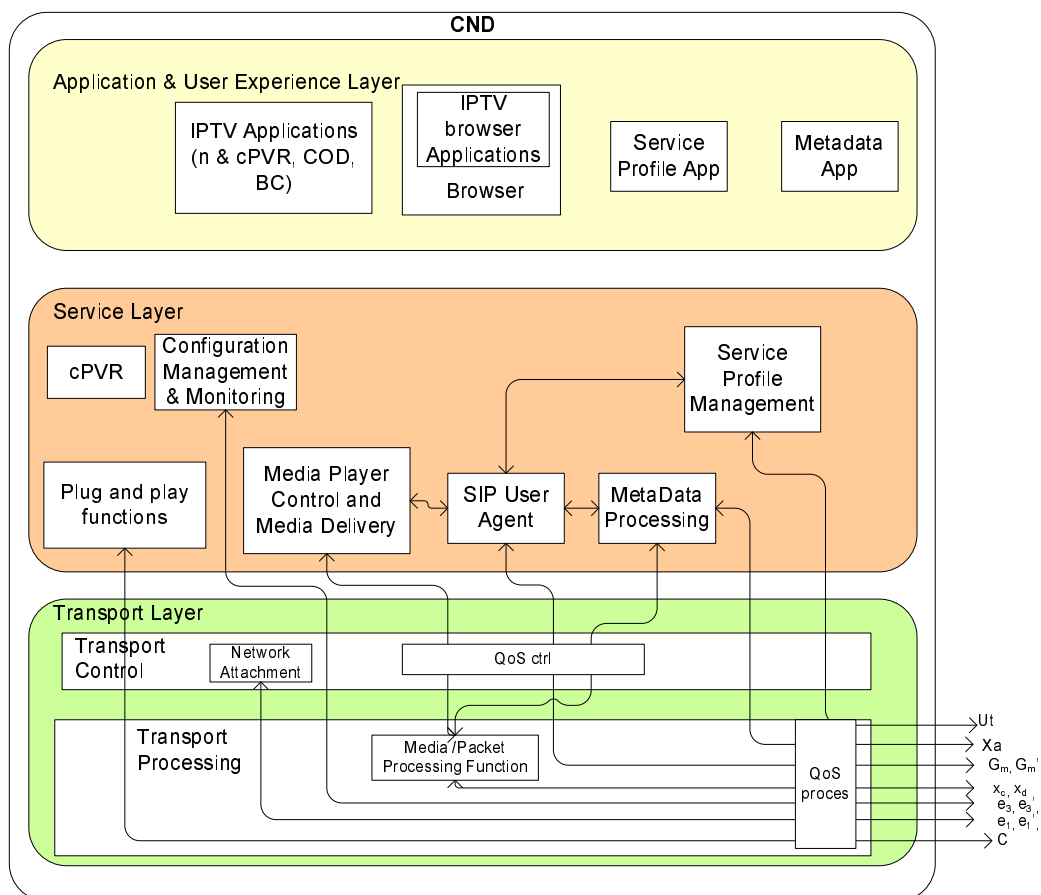 CND
Application & User Experience Layer
IPTV Applications
(n & cPVR, COD,
BC)
IPTV
browser
Applications
Browser
Service
Profile App
Metadata
App
Service Layer
cPVR
Configuration
Management
& Monitoring
Service
Profile
Management
Plug and play
functions
Media Player
Control and
Media Delivery
SIP User
Agent
MetaData
Processing
Transport Layer
Transport
Control
Network
Attachment
QoS ctrl
Transport
Processing
Media /Packet
Processing Function
QoS
proces
Ut
Xa
Gm, Gm'
xc, xd,
e3, e3',
e1, e1',
C